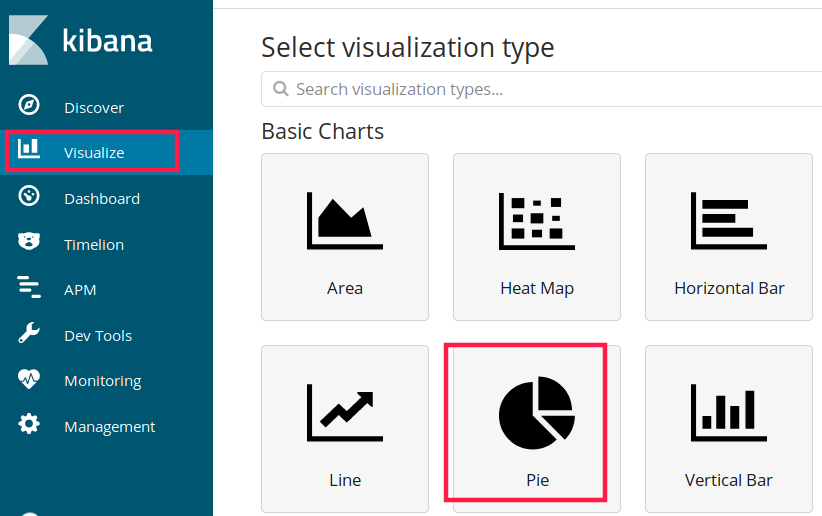 kibana
Discover
Visualize
Dashboard
Timelion
APM
Dev Tools
Monitoring
Management
Select visualization type
Search visualization types...
Basic Charts
Area
Heat Map
Horizontal Bar
Line
Pie
Vertical Bar